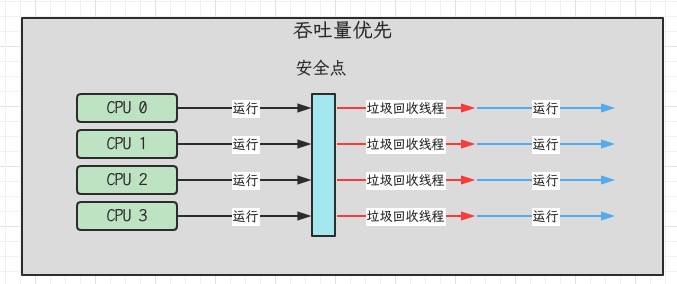 吞吐量优先
安全点
CPU 0 运行 垃圾回收线程 运行
CPU 1 运行 垃圾回收线程 运行
CPU 2 运行 垃圾回收线程 运行
CPU 3 运行 垃圾回收线程 运行